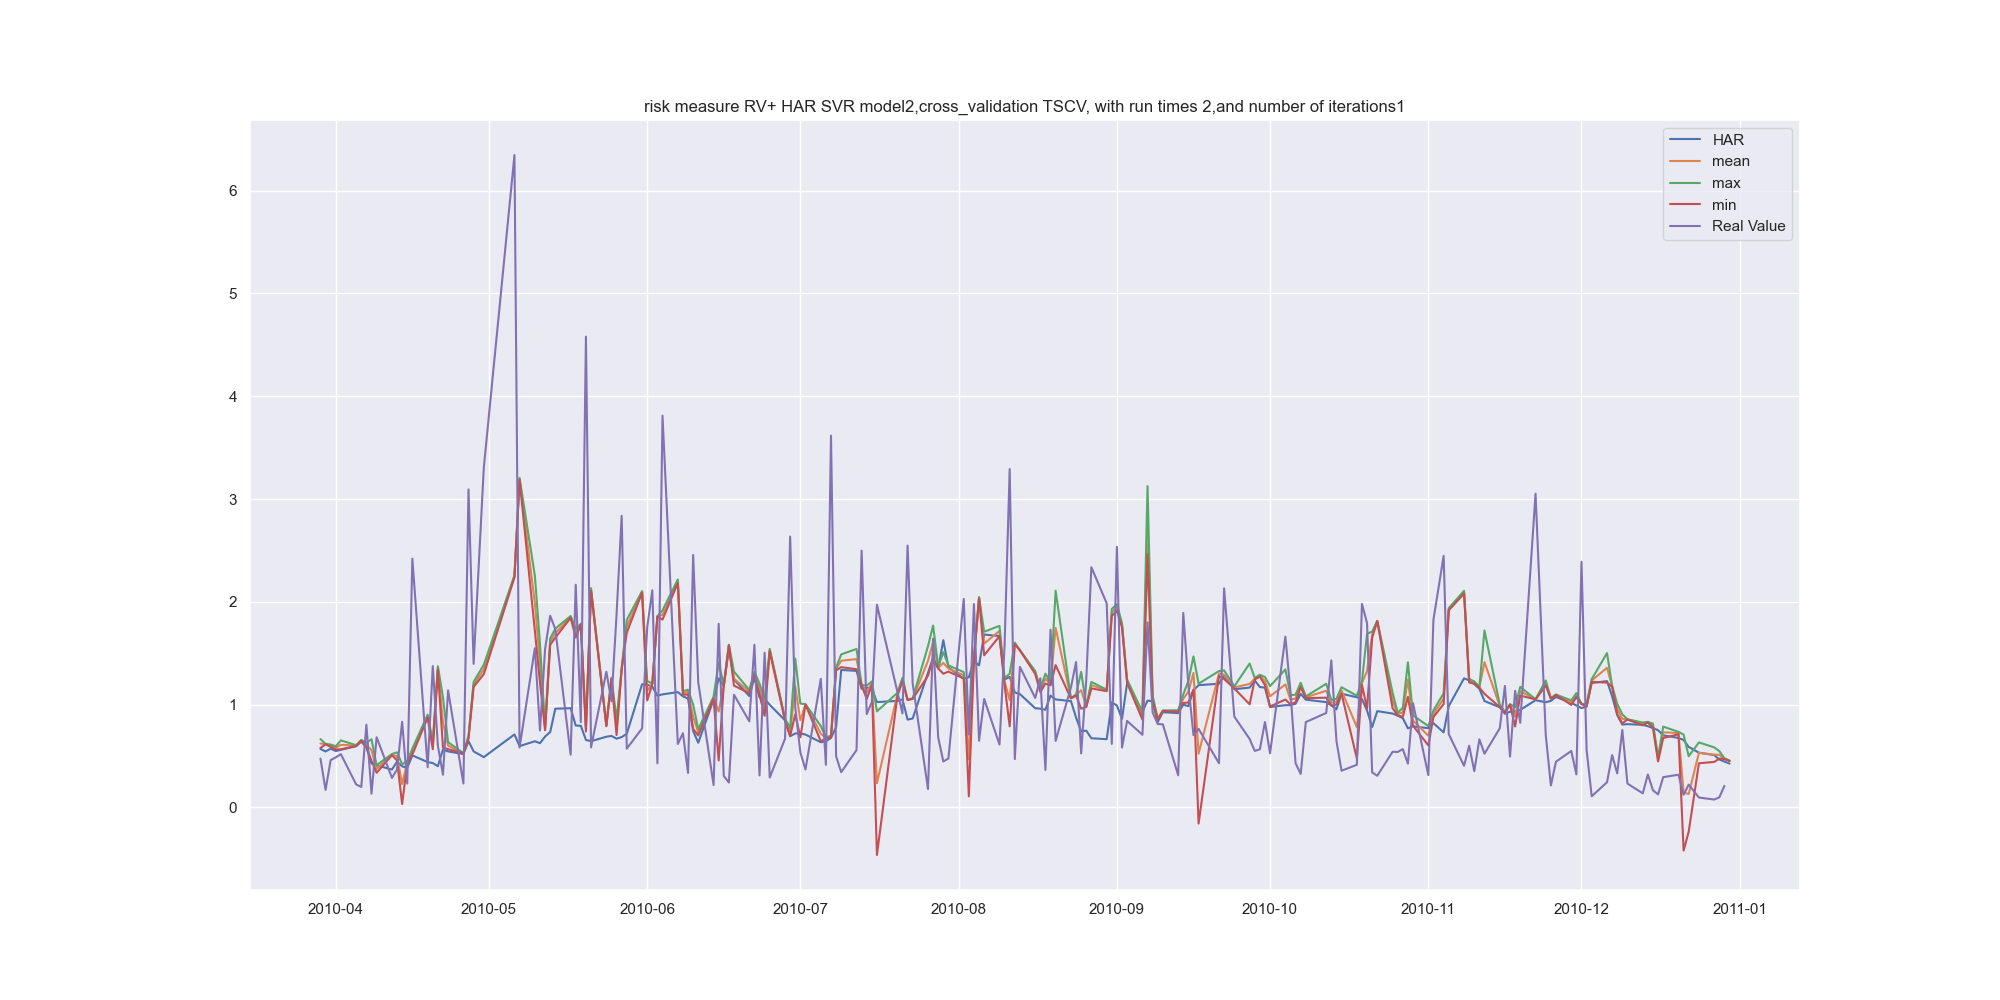 risk measure RV+ HAR SVR model2,cross_validation TSCV, with run times 2,and number of iterations1
HAR
mean
max
min
Real Value
6
5
4
3
2
1
0
2010-04 2010-05 2010-06 2010-07 2010-08 2010-09 2010-10 2010-11 2010-12 2011-01